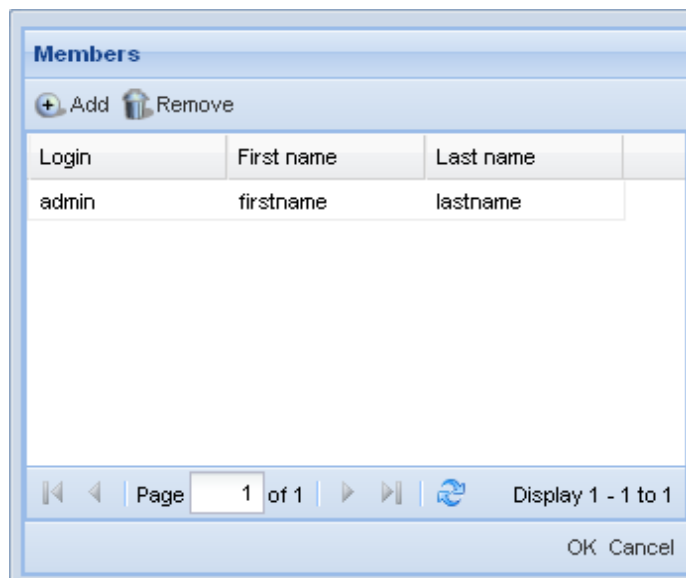 Members
Add Remove
Login First name Last name
admin firstname lastname
Page 1 of 1 Display 1 - 1 to 1
OK Cancel